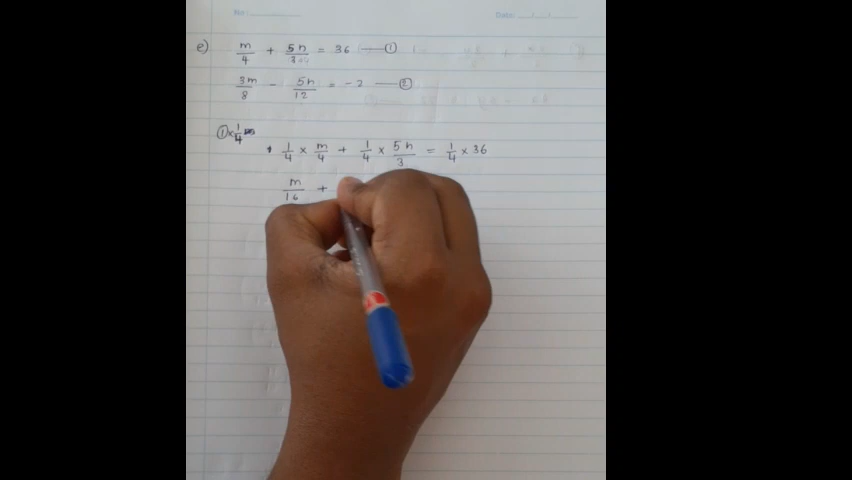 No: Date:
e) m/4 + 5n/3 = 36 —— ①
3m/8 − 5n/12 = −2 —— ②
①×1/4
1/4 × m/4 + 1/4 × 5n/3 = 1/4 × 36
m/16 +